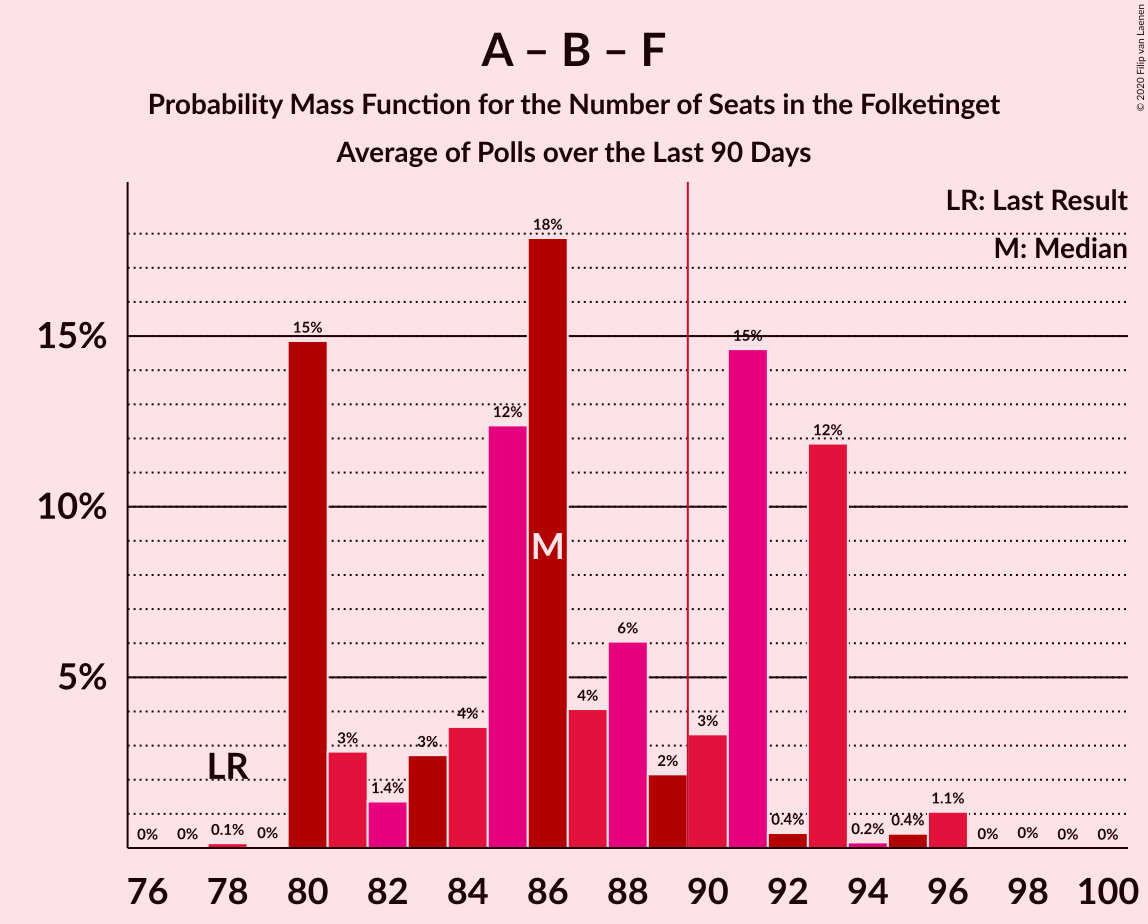 A – B – F
Probability Mass Function for the Number of Seats in the Folketinget
Average of Polls over the Last 90 Days
© 2020 Filip van Laenen
LR: Last Result
M: Median
15%
10%
5%
0% 0% 0.1% 0% 15% 3% 1.4% 3% 4% 12% 18% 4% 6% 2% 3% 15% 0.4% 12% 0.2% 0.4% 1.1% 0% 0% 0% 0%
LR
M
76 78 80 82 84 86 88 90 92 94 96 98 100